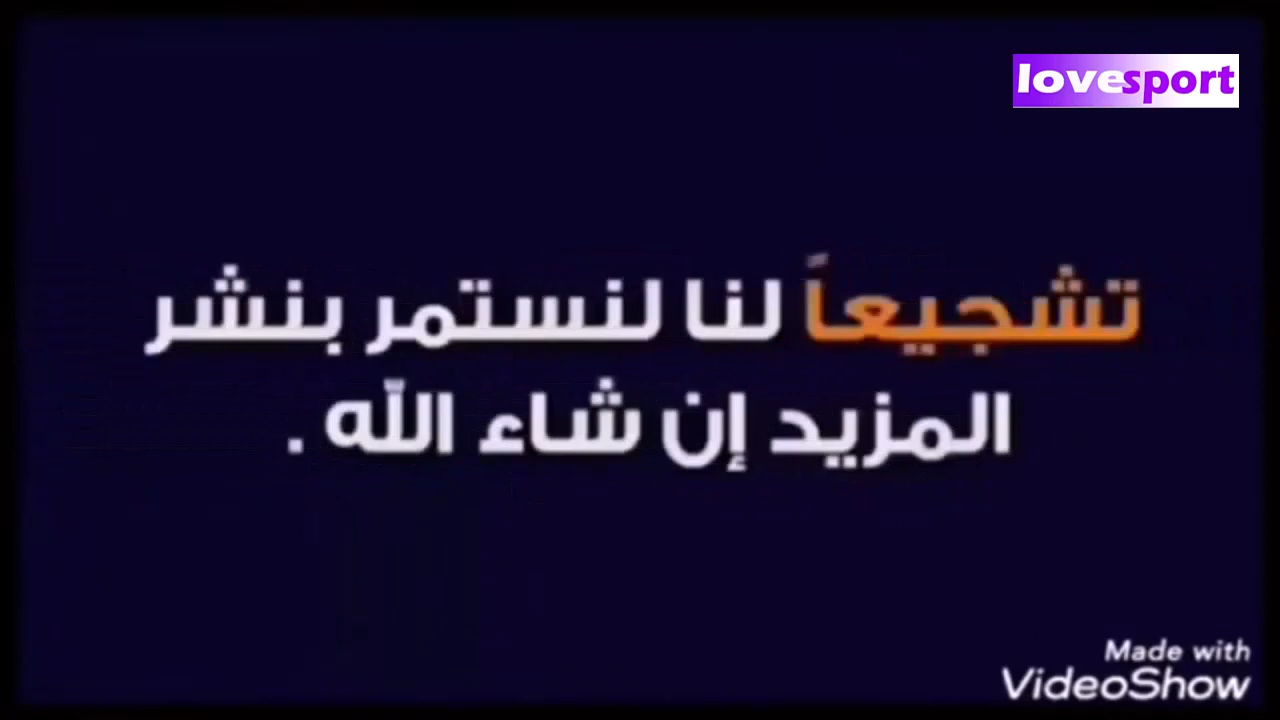 lovesport
تشجيعاً لنا لنستمر بنشر
المزيد إن شاء الله .
Made with
VideoShow